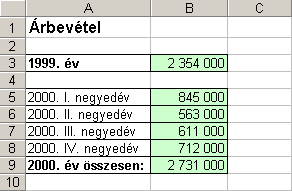 A B C
1 Árbevétel
2
3 1999. év 2 354 000
4
5 2000. I. negyedév 845 000
6 2000. II. negyedév 563 000
7 2000. III. negyedév 611 000
8 2000. IV. negyedév 712 000
9 2000. év összesen: 2 731 000
10